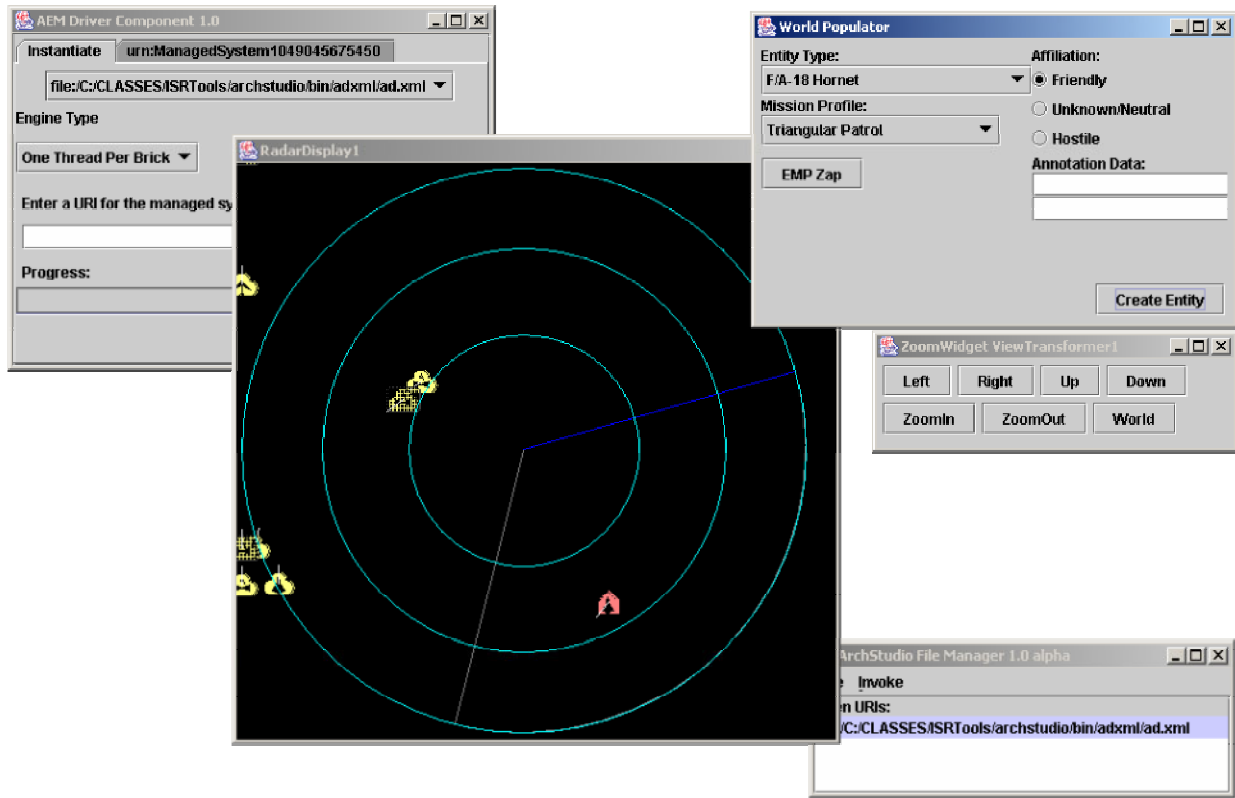 AEM Driver Component 1.0
Instantiate urn:ManagedSystem1049045675450
file:/C:/CLASSES/ISRTools/archstudio/bin/adxml/ad.xml
Engine Type
One Thread Per Brick
Enter a URI for the managed sy
Progress:
RadarDisplay1
World Populator
Entity Type:
Affiliation:
F/A-18 Hornet
Friendly
Mission Profile:
Unknown/Neutral
Triangular Patrol
Hostile
Annotation Data:
EMP Zap
Create Entity
ZoomWidget ViewTransformer1
Left Right Up Down
ZoomIn ZoomOut World
ArchStudio File Manager 1.0 alpha
e Invoke
n URIs:
/C:/CLASSES/ISRTools/archstudio/bin/adxml/ad.xml